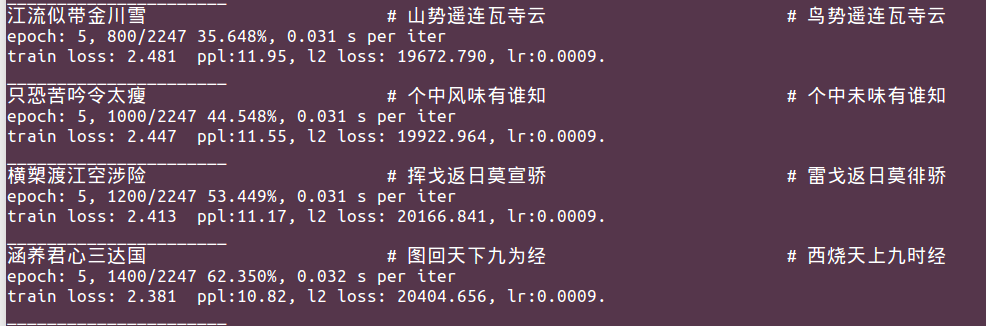 江流似带金川雪 # 山势遥连瓦寺云 # 鸟势遥连瓦寺云
epoch: 5, 800/2247 35.648%, 0.031 s per iter
train loss: 2.481 ppl:11.95, l2 loss: 19672.790, lr:0.0009.
______________________
只恐苦吟令太瘦 # 个中风味有谁知 # 个中未味有谁知
epoch: 5, 1000/2247 44.548%, 0.031 s per iter
train loss: 2.447 ppl:11.55, l2 loss: 19922.964, lr:0.0009.
______________________
横槊渡江空涉险 # 挥戈返日莫宣骄 # 雷戈返日莫徘骄
epoch: 5, 1200/2247 53.449%, 0.031 s per iter
train loss: 2.413 ppl:11.17, l2 loss: 20166.841, lr:0.0009.
______________________
涵养君心三达国 # 图回天下九为经 # 西烧天上九时经
epoch: 5, 1400/2247 62.350%, 0.032 s per iter
train loss: 2.381 ppl:10.82, l2 loss: 20404.656, lr:0.0009.
______________________